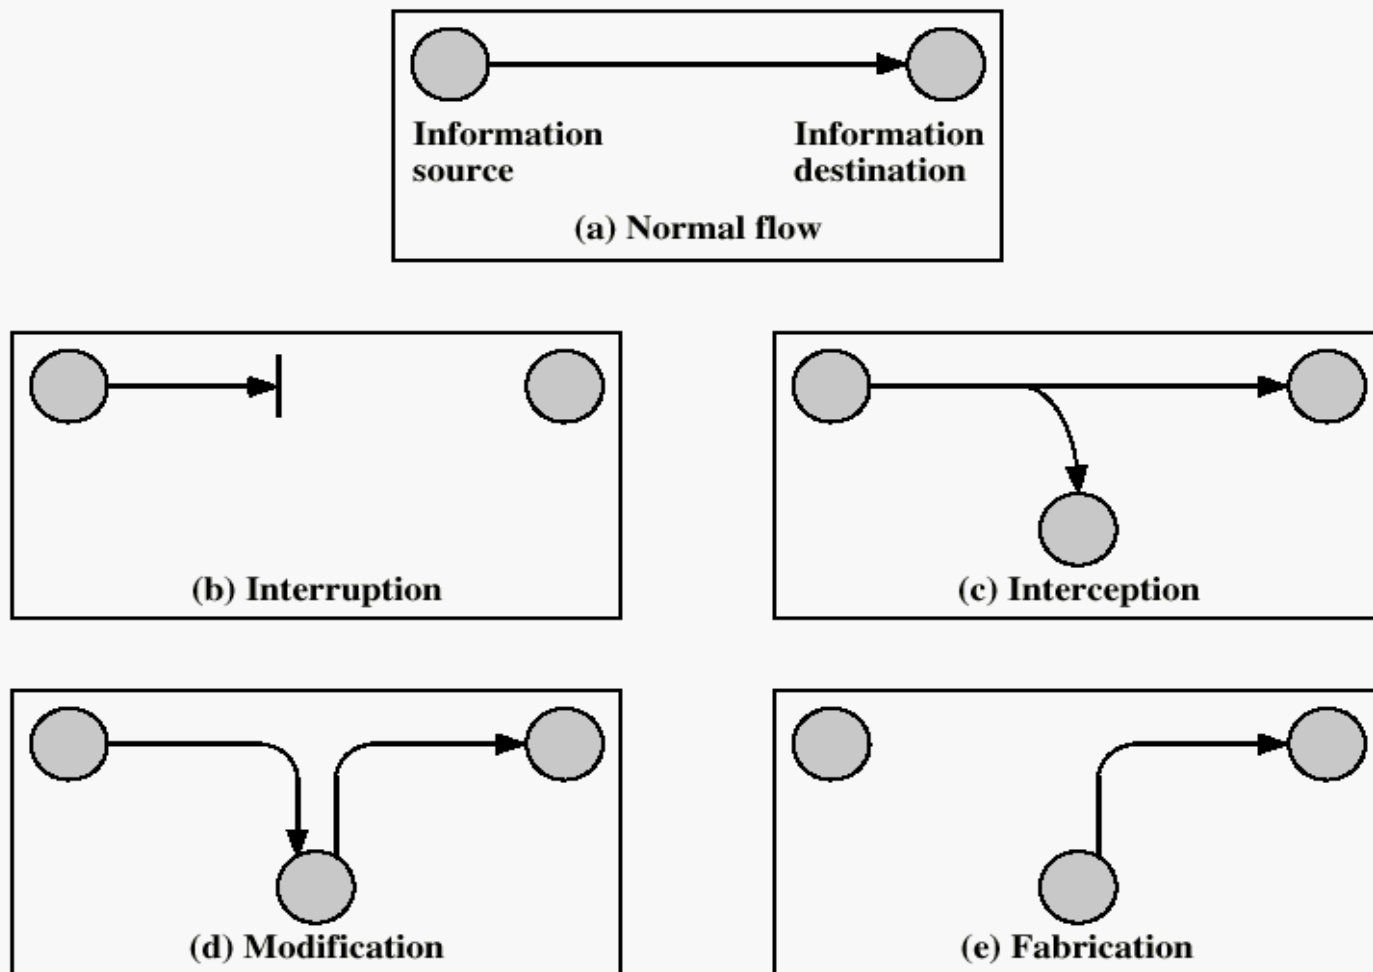 Information
source
Information
destination
(a) Normal flow
(b) Interruption
(c) Interception
(d) Modification
(e) Fabrication